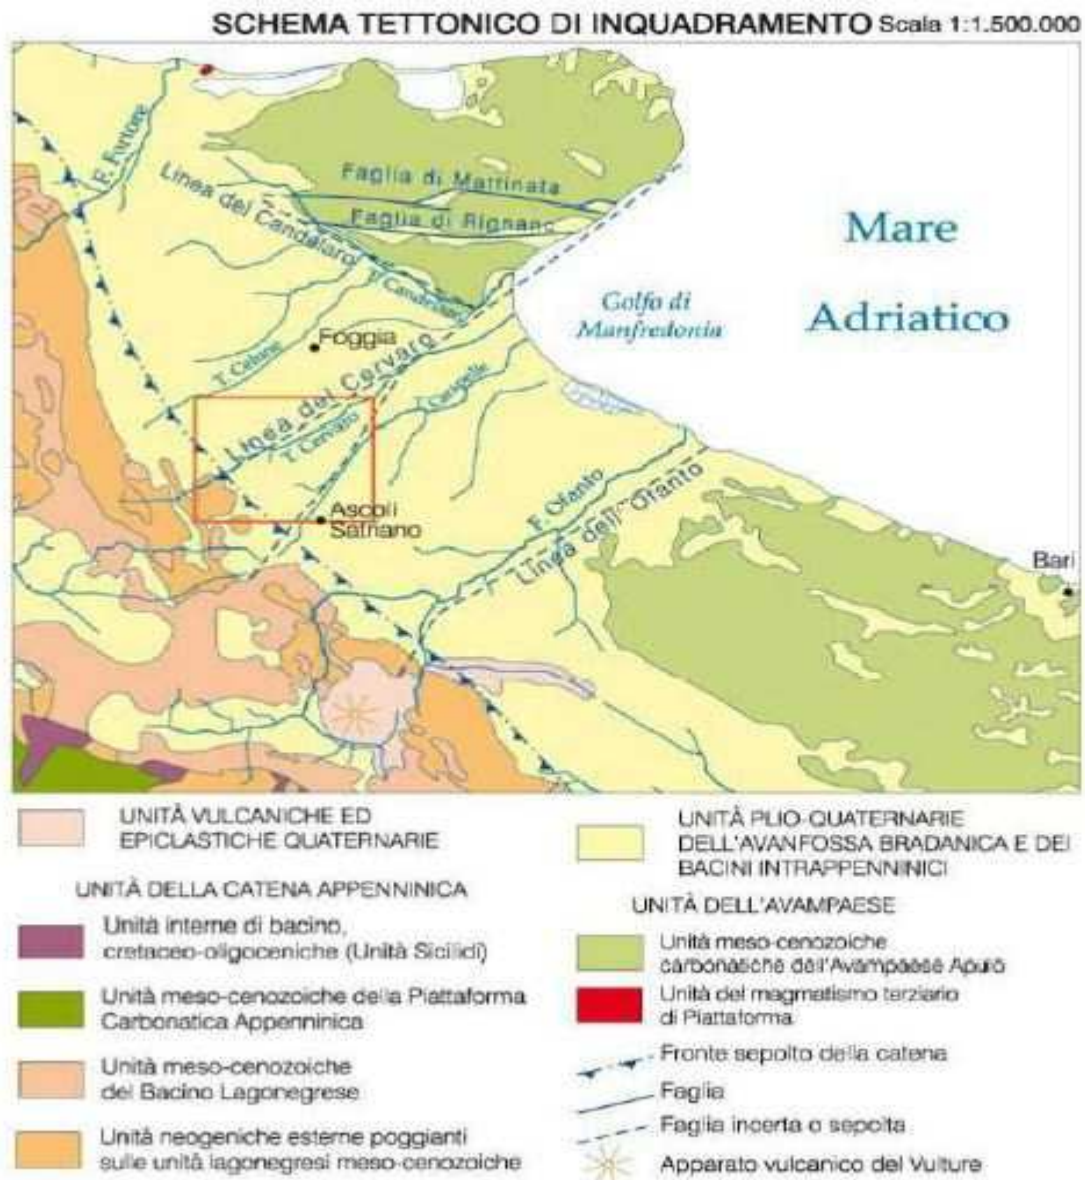 SCHEMA TETTONICO DI INQUADRAMENTO Scala 1:1.500.000
F. Fortore
Faglia di Mattinata
Linea del Candelaro
Faglia di Rignano
T. Candelaro
Mare
Adriatico
Golfo di
Manfredonia
Foggia
T. Celone
Linea del Cervaro
T. Cervaro
T. Carapelle
Ascoli
Satriano
F. Ofanto
Linea dell'Ofanto
Bari
UNITÀ VULCANICHE ED
EPICLASTICHE QUATERNARIE
UNITÀ DELLA CATENA APPENNINICA
Unità interne di bacino,
cretaceo-oligoceniche (Unità Sicilidi)
Unità meso-cenozoiche della Piattaforma
Carbonatica Appenninica
Unità meso-cenozoiche
del Bacino Lagonegrese
Unità neogeniche esterne poggianti
sulle unità lagonegresi meso-cenozoiche
UNITÀ PLIO-QUATERNARIE
DELL'AVANFOSSA BRADANICA E DEI
BACINI INTRAPPENNINICI
UNITÀ DELL'AVAMPAESE
Unità meso-cenozoiche
carbonatiche dell'Avampaese Apulo
Unità del magmatismo terziario
di Piattaforma
Fronte sepolto della catena
Faglia
Faglia incerta o sepolta
Apparato vulcanico del Vulture